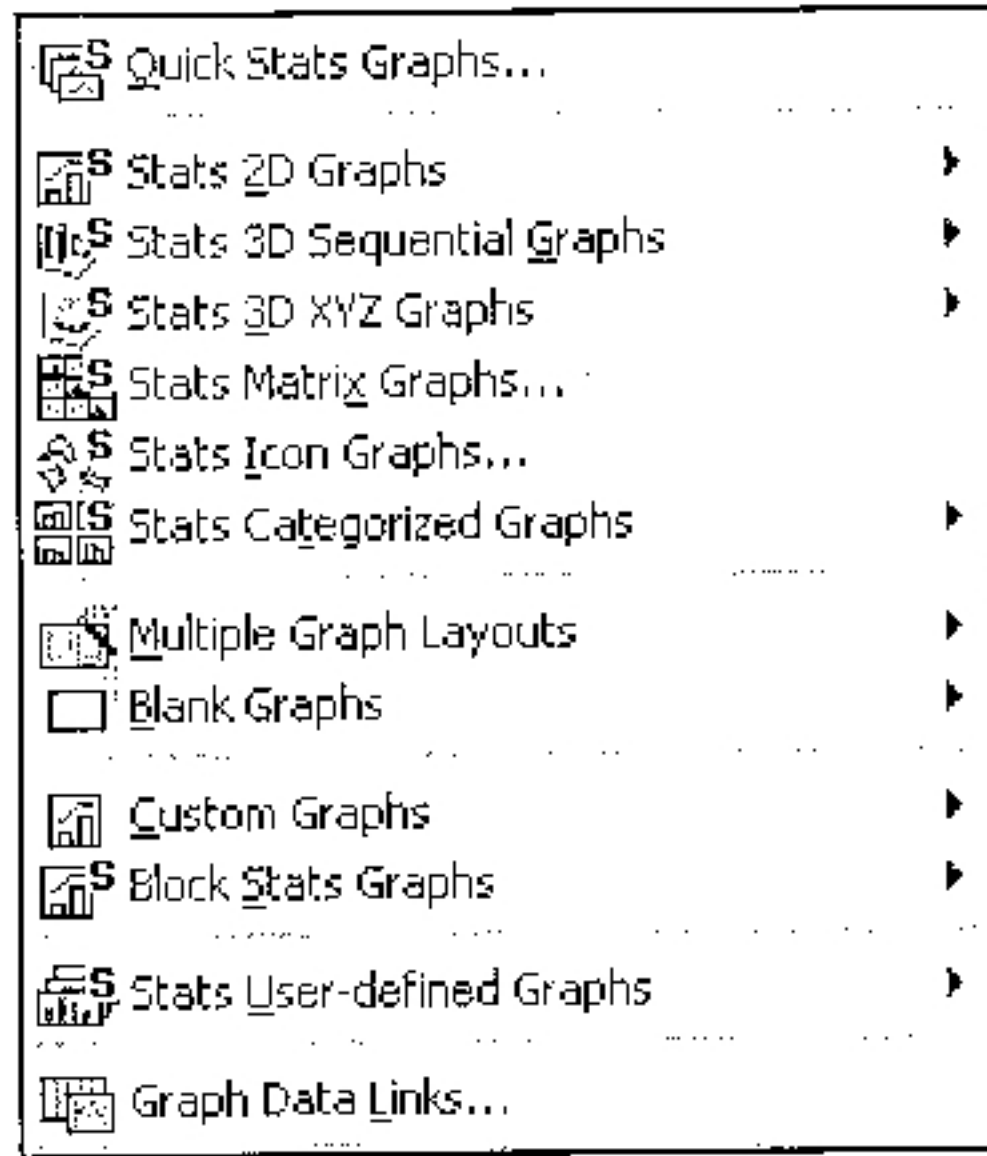 Quick Stats Graphs...
Stats 2D Graphs
Stats 3D Sequential Graphs
Stats 3D XYZ Graphs
Stats Matrix Graphs...
Stats Icon Graphs...
Stats Categorized Graphs
Multiple Graph Layouts
Blank Graphs
Custom Graphs
Block Stats Graphs
Stats User-defined Graphs
Graph Data Links...